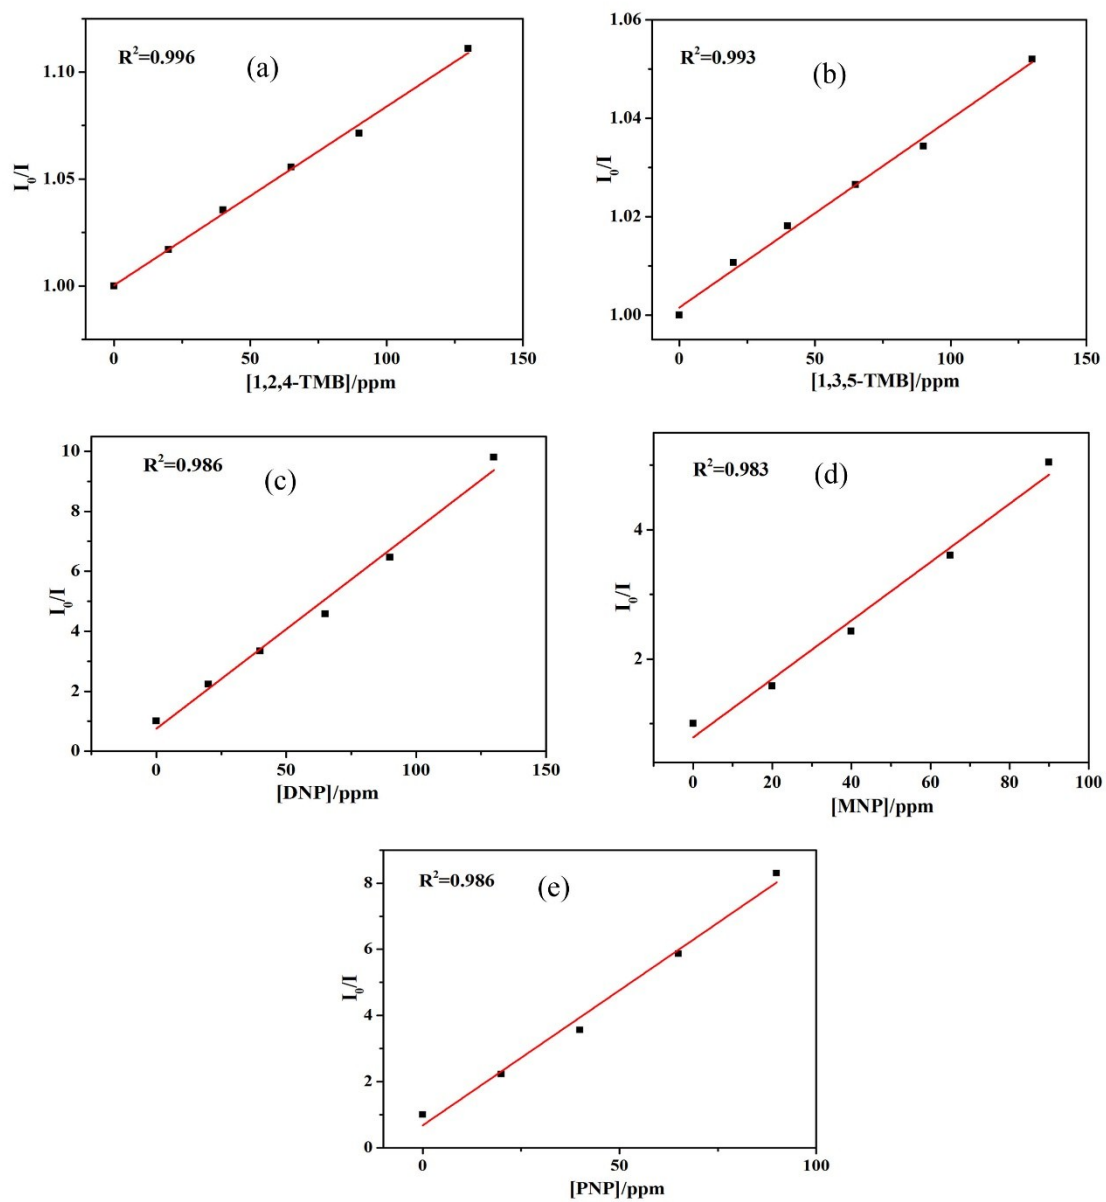 R²=0.996
(a)
1.10
1.05
1.00
I₀/I
0
50
100
150
[1,2,4-TMB]/ppm
R²=0.993
(b)
1.06
1.04
1.02
1.00
I₀/I
0
50
100
150
[1,3,5-TMB]/ppm
R²=0.986
(c)
10
8
6
4
2
0
I₀/I
0
50
100
150
[DNP]/ppm
R²=0.983
(d)
4
2
I₀/I
0
20
40
60
80
100
[MNP]/ppm
R²=0.986
(e)
8
6
4
2
0
I₀/I
0
50
100
[PNP]/ppm